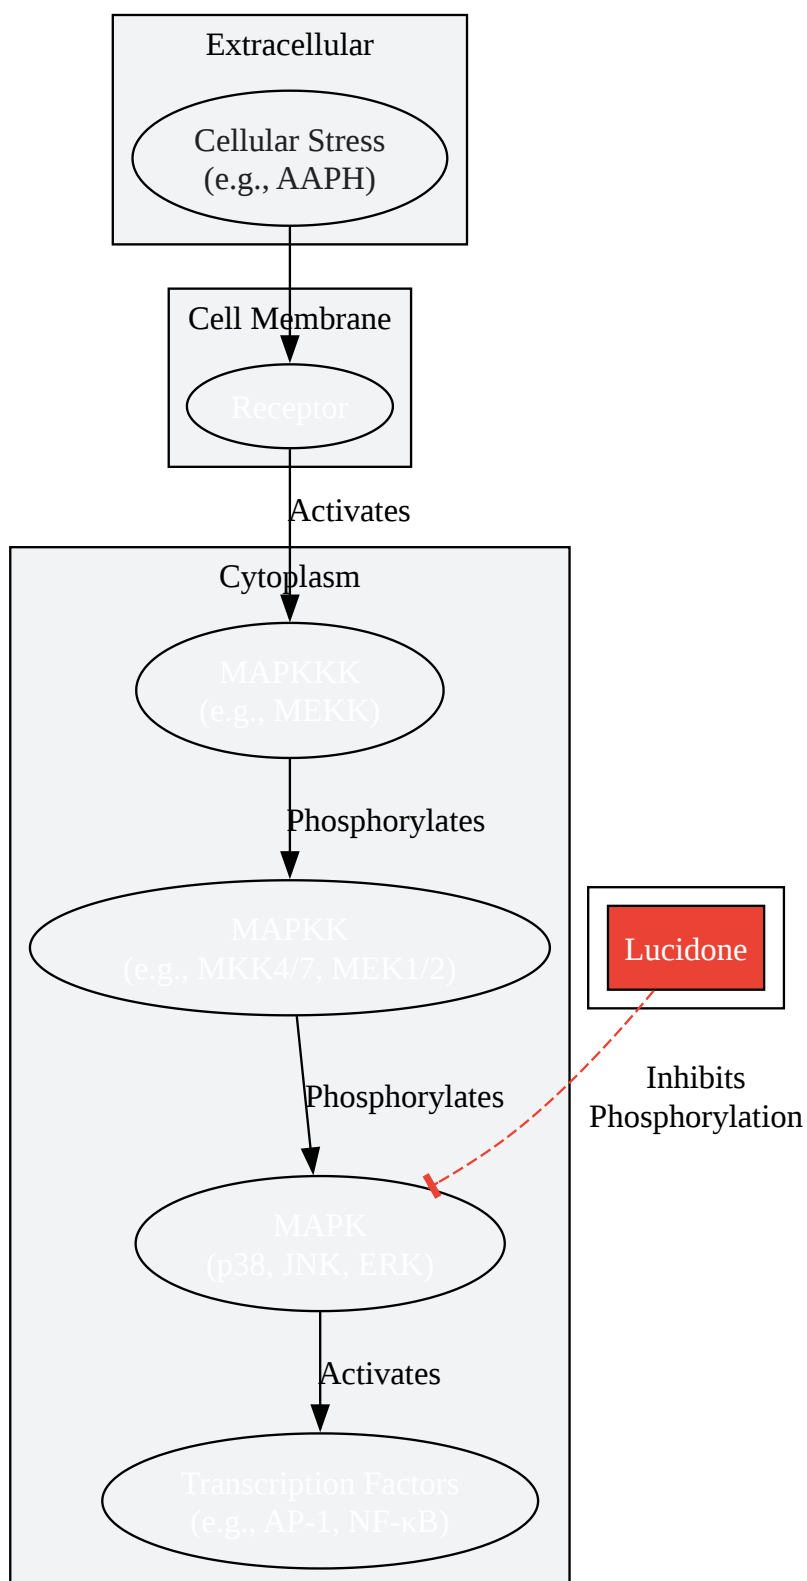 Extracellular
Cellular Stress
(e.g., AAPH)
Cell Membrane
Receptor
Activates
Cytoplasm
MAPKKK
(e.g., MEKK)
Phosphorylates
MAPKK
(e.g., MKK4/7, MEK1/2)
Lucidone
Inhibits
Phosphorylation
Phosphorylates
MAPK
(p38, JNK, ERK)
Activates
Transcription Factors
(e.g., AP-1, NF-κB)